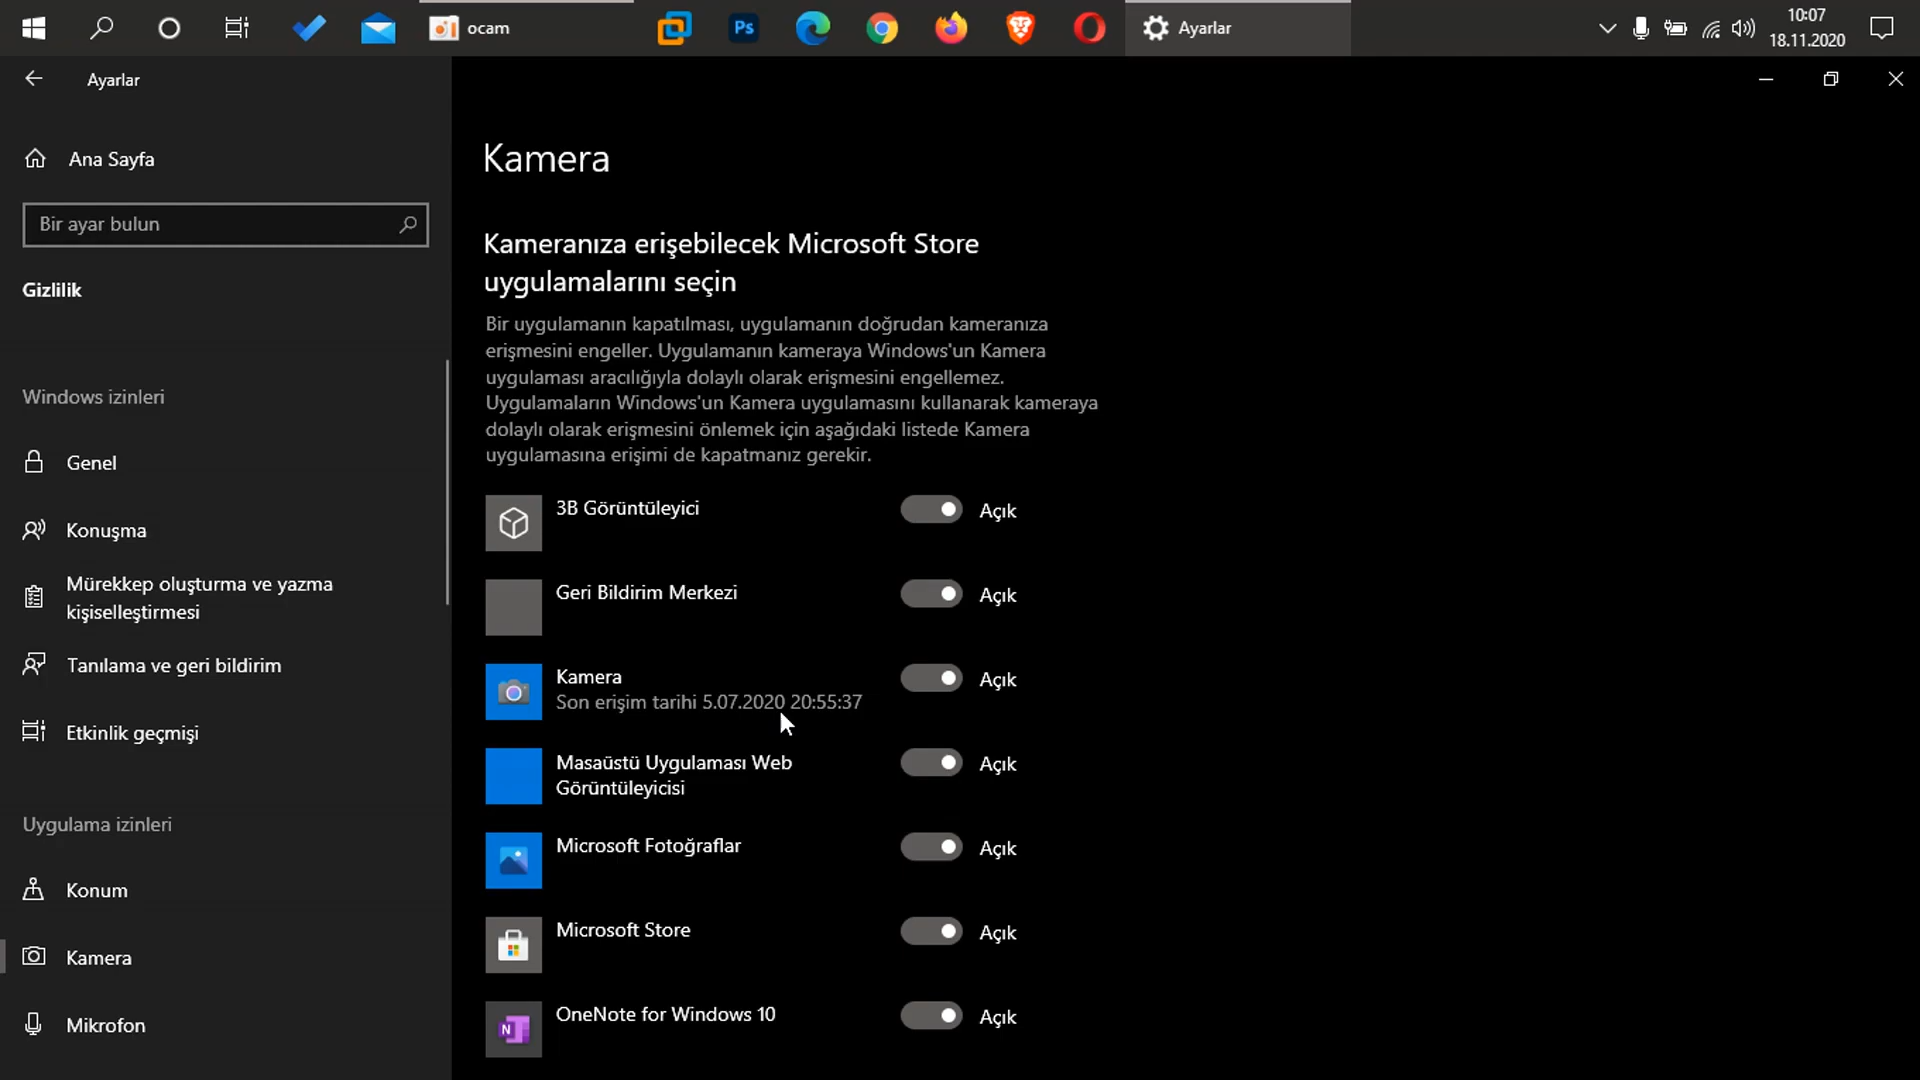 ocam
Ps
Ayarlar
10:07
18.11.2020
Ayarlar
Ana Sayfa
Bir ayar bulun
Gizlilik
Windows izinleri
Genel
Konuşma
Mürekkep oluşturma ve yazma
kişiselleştirmesi
Tanılama ve geri bildirim
Etkinlik geçmişi
Uygulama izinleri
Konum
Kamera
Mikrofon
Kamera
Kameranıza erişebilecek Microsoft Store
uygulamalarını seçin
Bir uygulamanın kapatılması, uygulamanın doğrudan kameranıza
erişmesini engeller. Uygulamanın kameraya Windows'un Kamera
uygulaması aracılığıyla dolaylı olarak erişmesini engellemez.
Uygulamaların Windows'un Kamera uygulamasını kullanarak kameraya
dolaylı olarak erişmesini önlemek için aşağıdaki listede Kamera
uygulamasına erişimi de kapatmanız gerekir.
3B Görüntüleyici Açık
Geri Bildirim Merkezi Açık
Kamera Açık
Son erişim tarihi 5.07.2020 20:55:37
Masaüstü Uygulaması Web Açık
Görüntüleyicisi
Microsoft Fotoğraflar Açık
Microsoft Store Açık
N OneNote for Windows 10 Açık